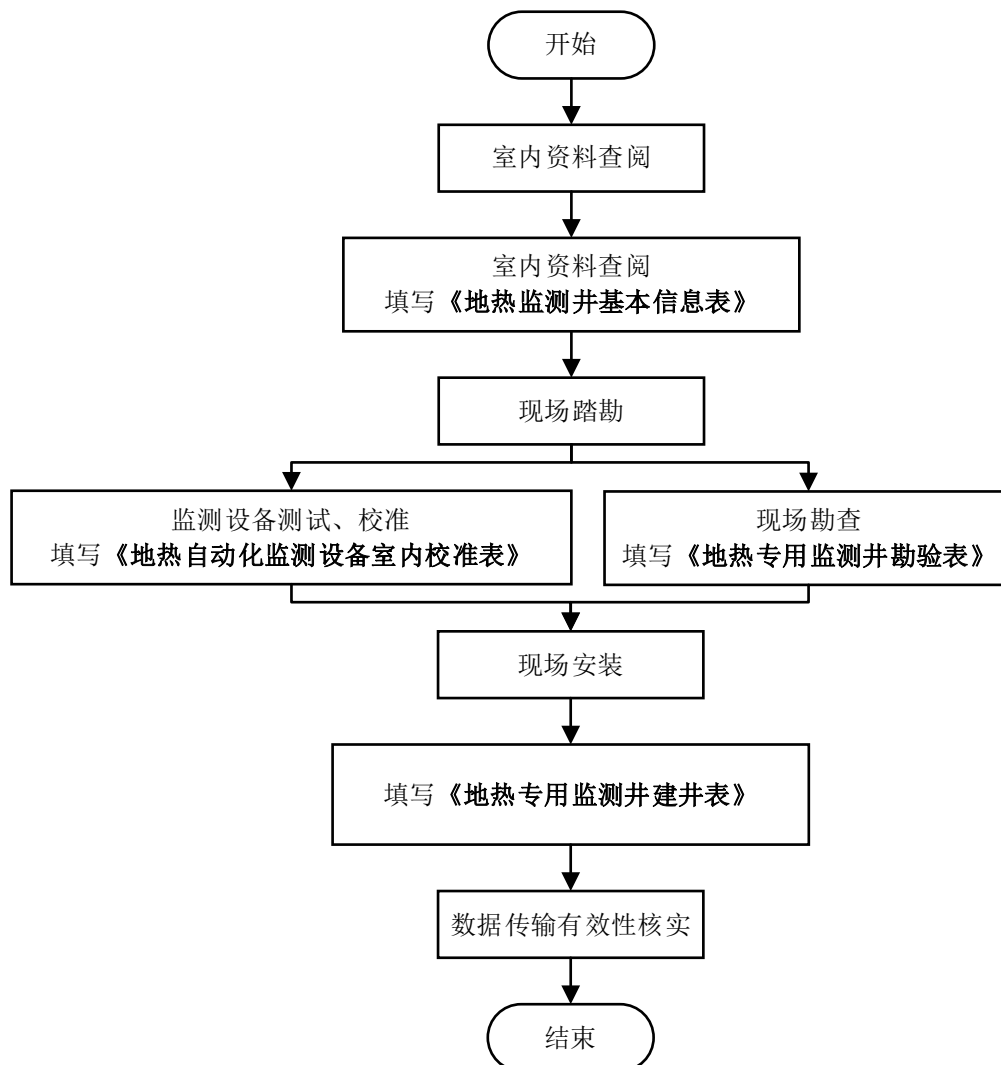 开始
室内资料查阅
室内资料查阅
填写《地热监测井基本信息表》
现场踏勘
监测设备测试、校准
填写《地热自动化监测设备室内校准表》
现场勘查
填写《地热专用监测井勘验表》
现场安装
填写《地热专用监测井建井表》
数据传输有效性核实
结束